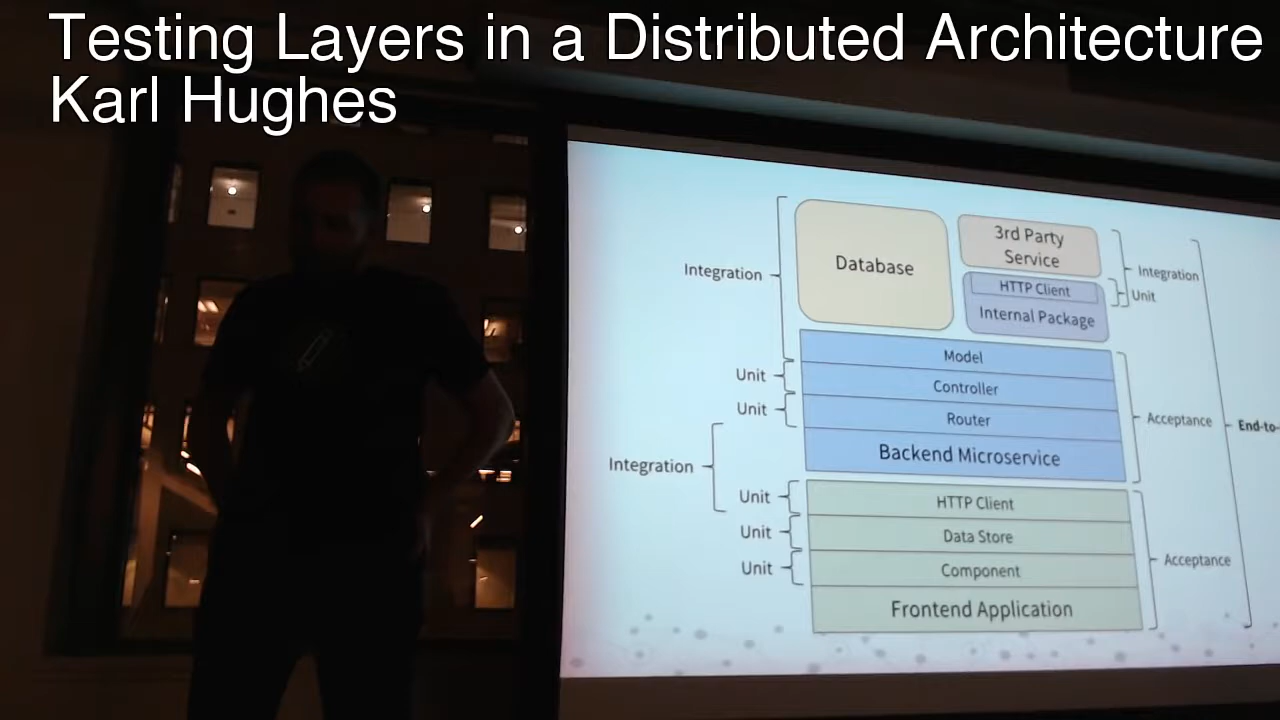 Testing Layers in a Distributed Architecture
Karl Hughes
Integration
Database
3rd Party
Service
Integration
HTTP Client
Unit
Internal Package
Model
Unit
Controller
Unit
Router
Acceptance
End-to-
Integration
Backend Microservice
Unit
HTTP Client
Unit
Data Store
Unit
Component
Acceptance
Frontend Application